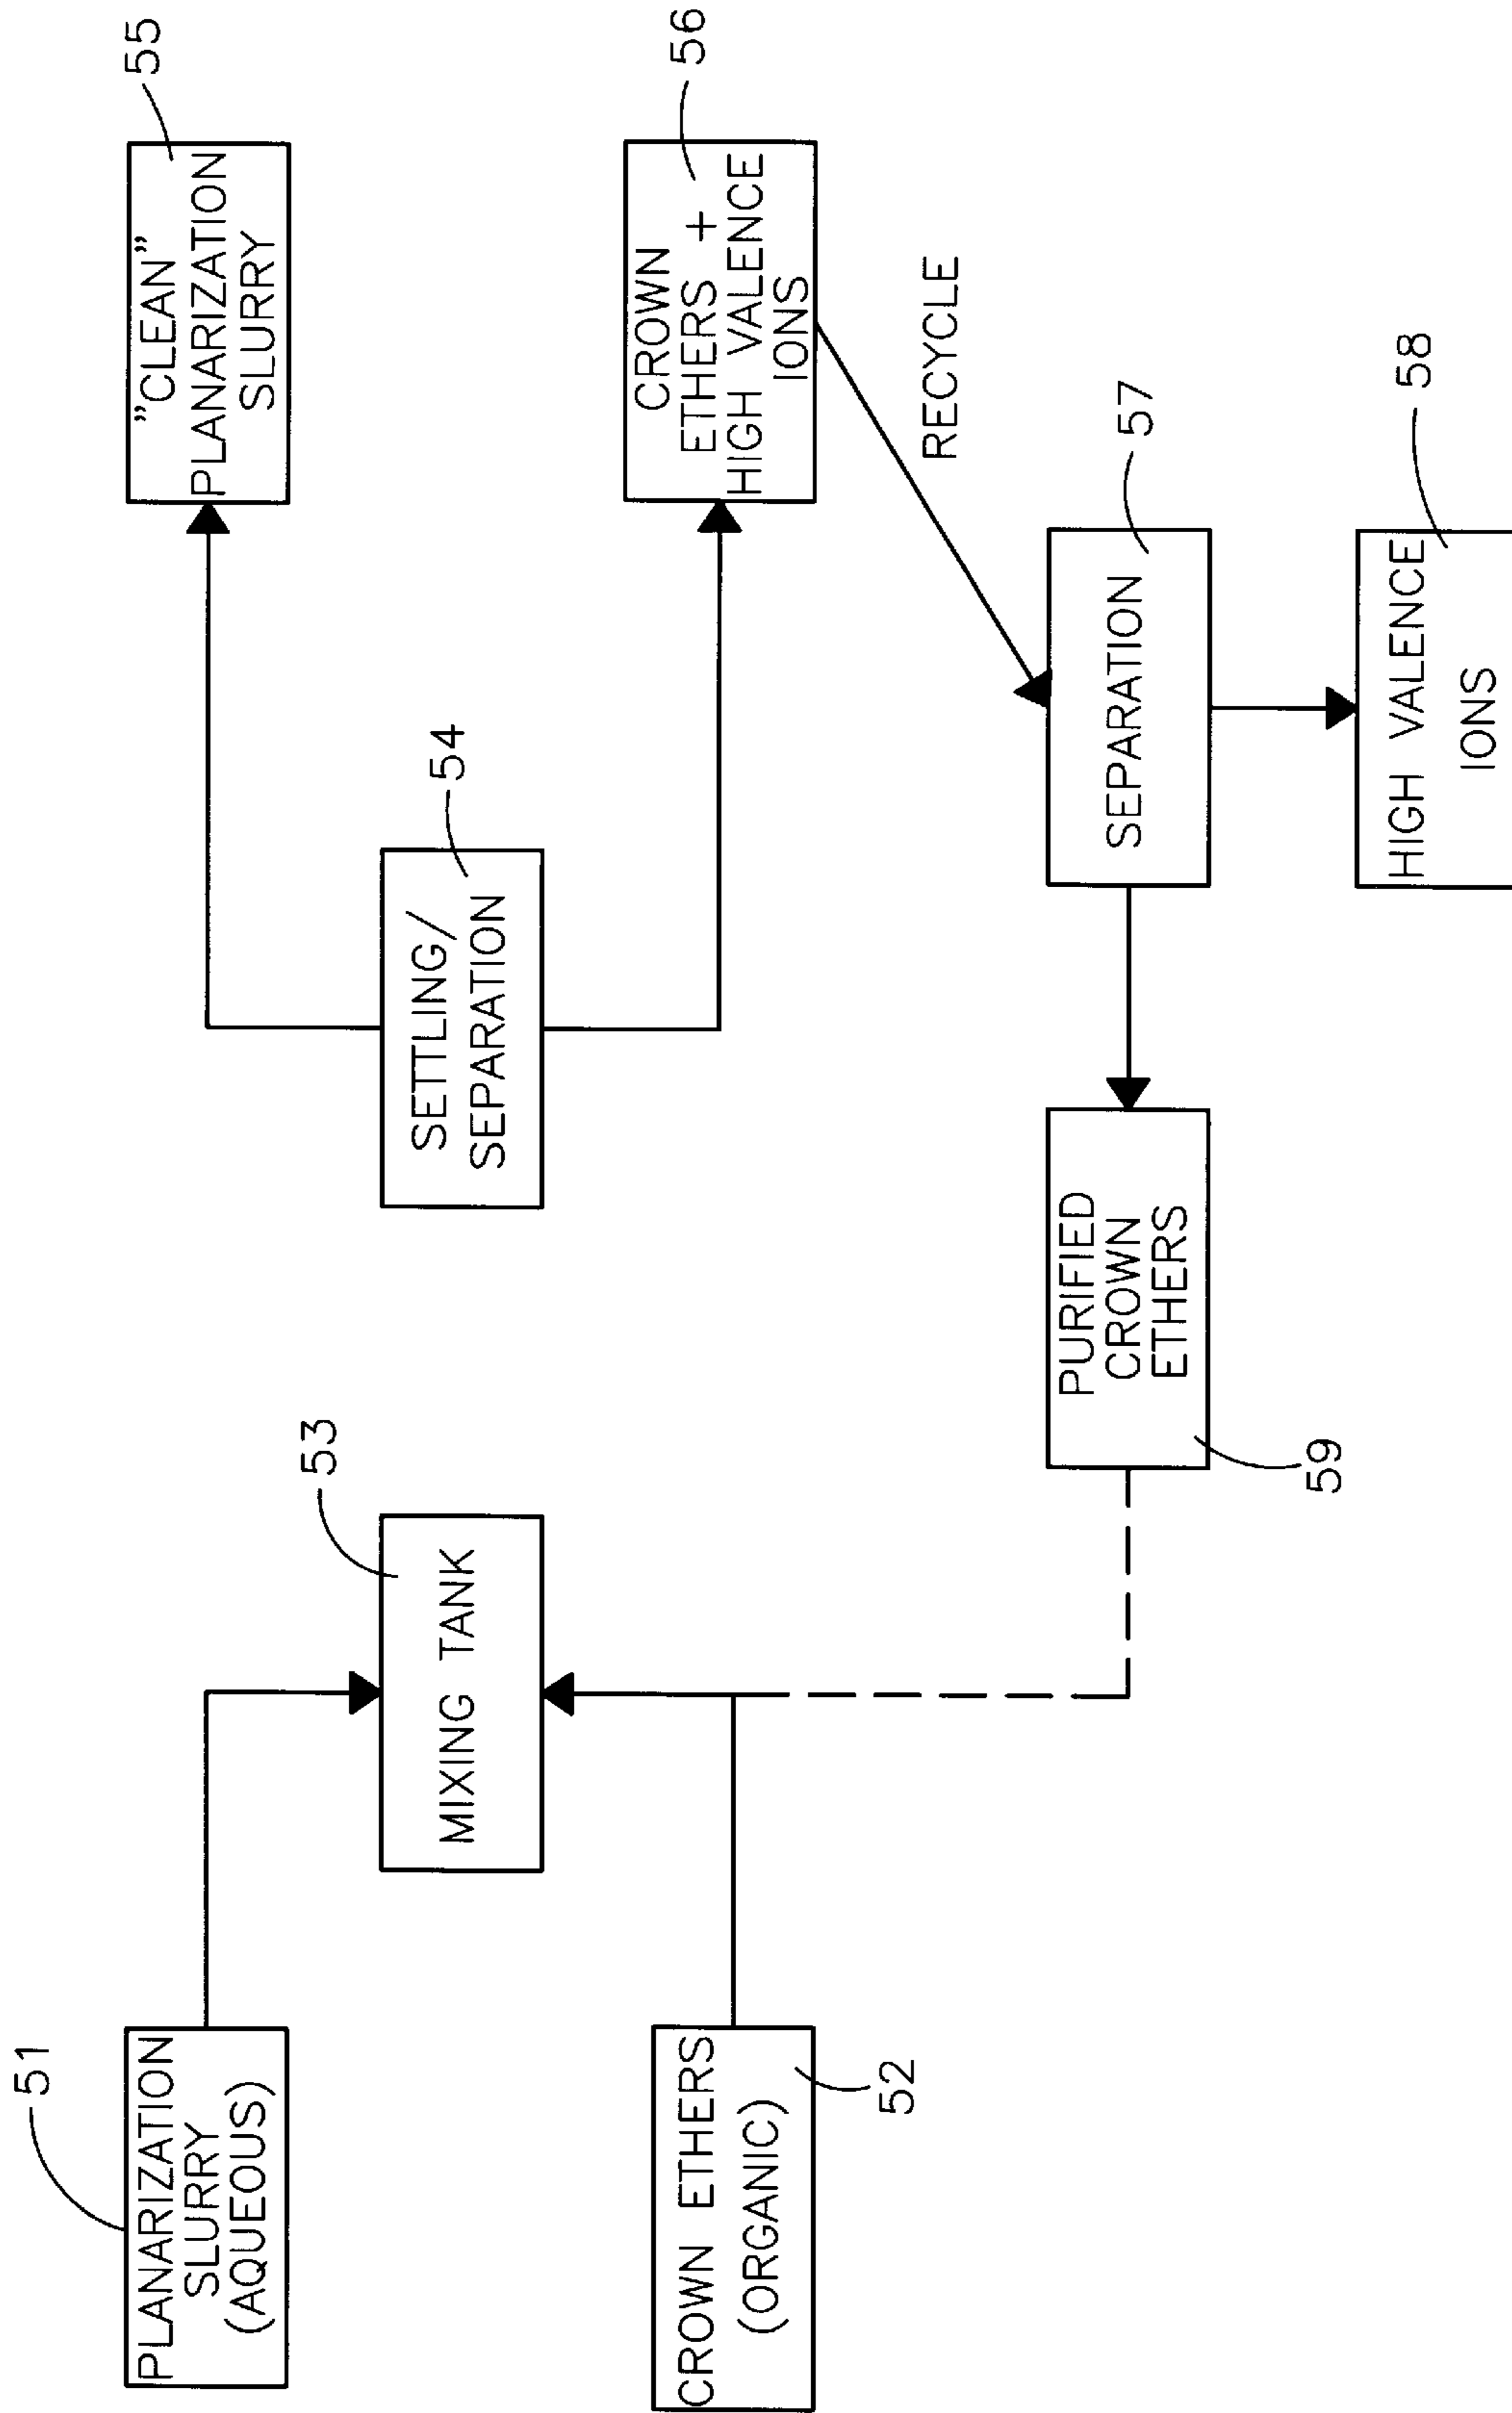 51
PLANARIZATION
SLURRY
(AQUEOUS)
CROWN ETHERS
(ORGANIC)
52
53
MIXING TANK
54
SETTLING/
SEPARATION
55
"CLEAN"
PLANARIZATION
SLURRY
56
CROWN
ETHERS +
HIGH VALENCE
IONS
RECYCLE
57
SEPARATION
58
HIGH VALENCE
IONS
PURIFIED
CROWN
ETHERS
59